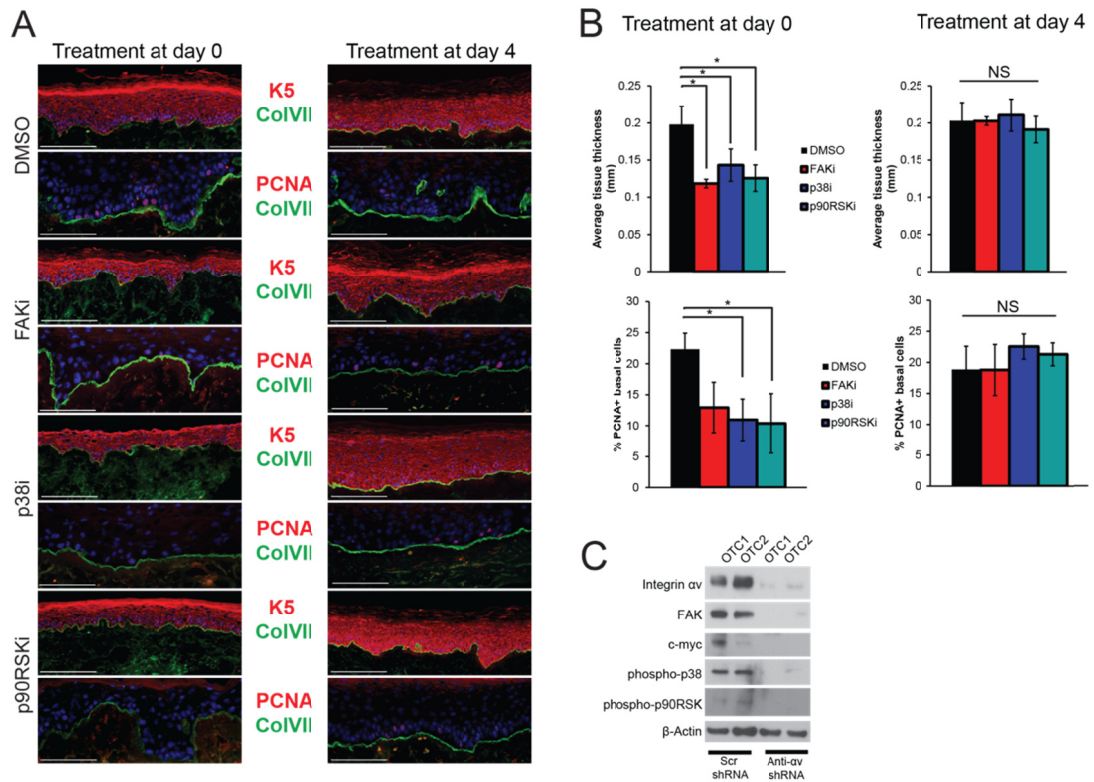 A
Treatment at day 0
Treatment at day 4
DMSO
K5
ColVII
PCNA
ColVII
FAKi
K5
ColVII
PCNA
ColVII
p38i
K5
ColVII
PCNA
ColVII
p90RSKi
K5
ColVII
PCNA
ColVII
B
Treatment at day 0
Treatment at day 4
Average tissue thickness
(mm)
0.25
0.2
0.15
0.1
0.05
0
*
*
*
DMSO
FAKi
p38i
p90RSKi
Average tissue thickness
(mm)
0.25
0.2
0.15
0.1
0.05
0
NS
% PCNA+ basal cells
30
25
20
15
10
5
0
*
*
DMSO
FAKi
p38i
p90RSKi
% PCNA+ basal cells
30
25
20
15
10
5
0
NS
C
OTC1
OTC2
OTC1
OTC2
Integrin αv
FAK
c-myc
phospho-p38
phospho-p90RSK
β-Actin
Scr
shRNA
Anti-αv
shRNA